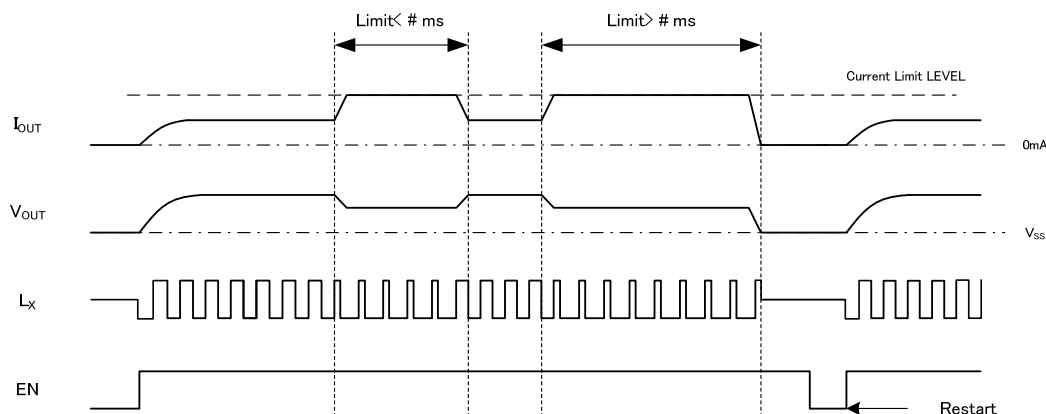 Limit< # ms
Limit> # ms
Current Limit LEVEL
IOUT
0mA
VOUT
VSS
LX
EN
Restart